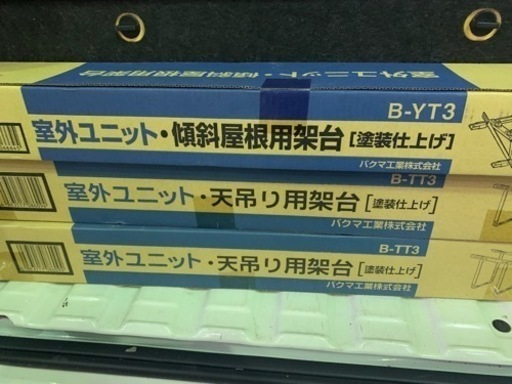 室外ユニット・傾斜屋根用架台
B-YT3
室外ユニット・傾斜屋根用架台[塗装仕上げ]
バクマ工業株式会社
B-TT3
室外ユニット・天吊り用架台[塗装仕上げ]
バクマ工業株式会社
B-TT3
室外ユニット・天吊り用架台[塗装仕上げ]
バクマ工業株式会社